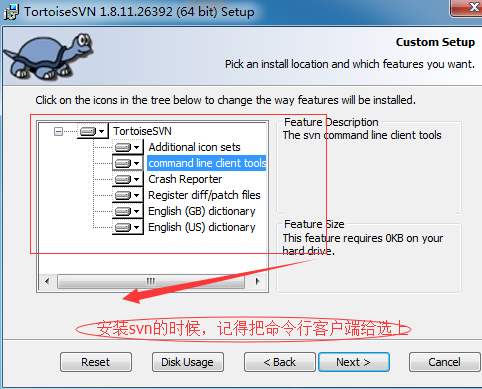 TortoiseSVN 1.8.11.26392 (64 bit) Setup
Custom Setup
Pick an install location and which features you want.
Click on the icons in the tree below to change the way features will be installed.
TortoiseSVN
Additional icon sets
command line client tools
Crash Reporter
Register diff/patch files
English (GB) dictionary
English (US) dictionary
Feature Description
The svn command line client tools
Feature Size
This feature requires 0KB on your
hard drive.
安装svn的时候，记得把命令行客户端给选上
Reset
Disk Usage
< Back
Next >
Cancel